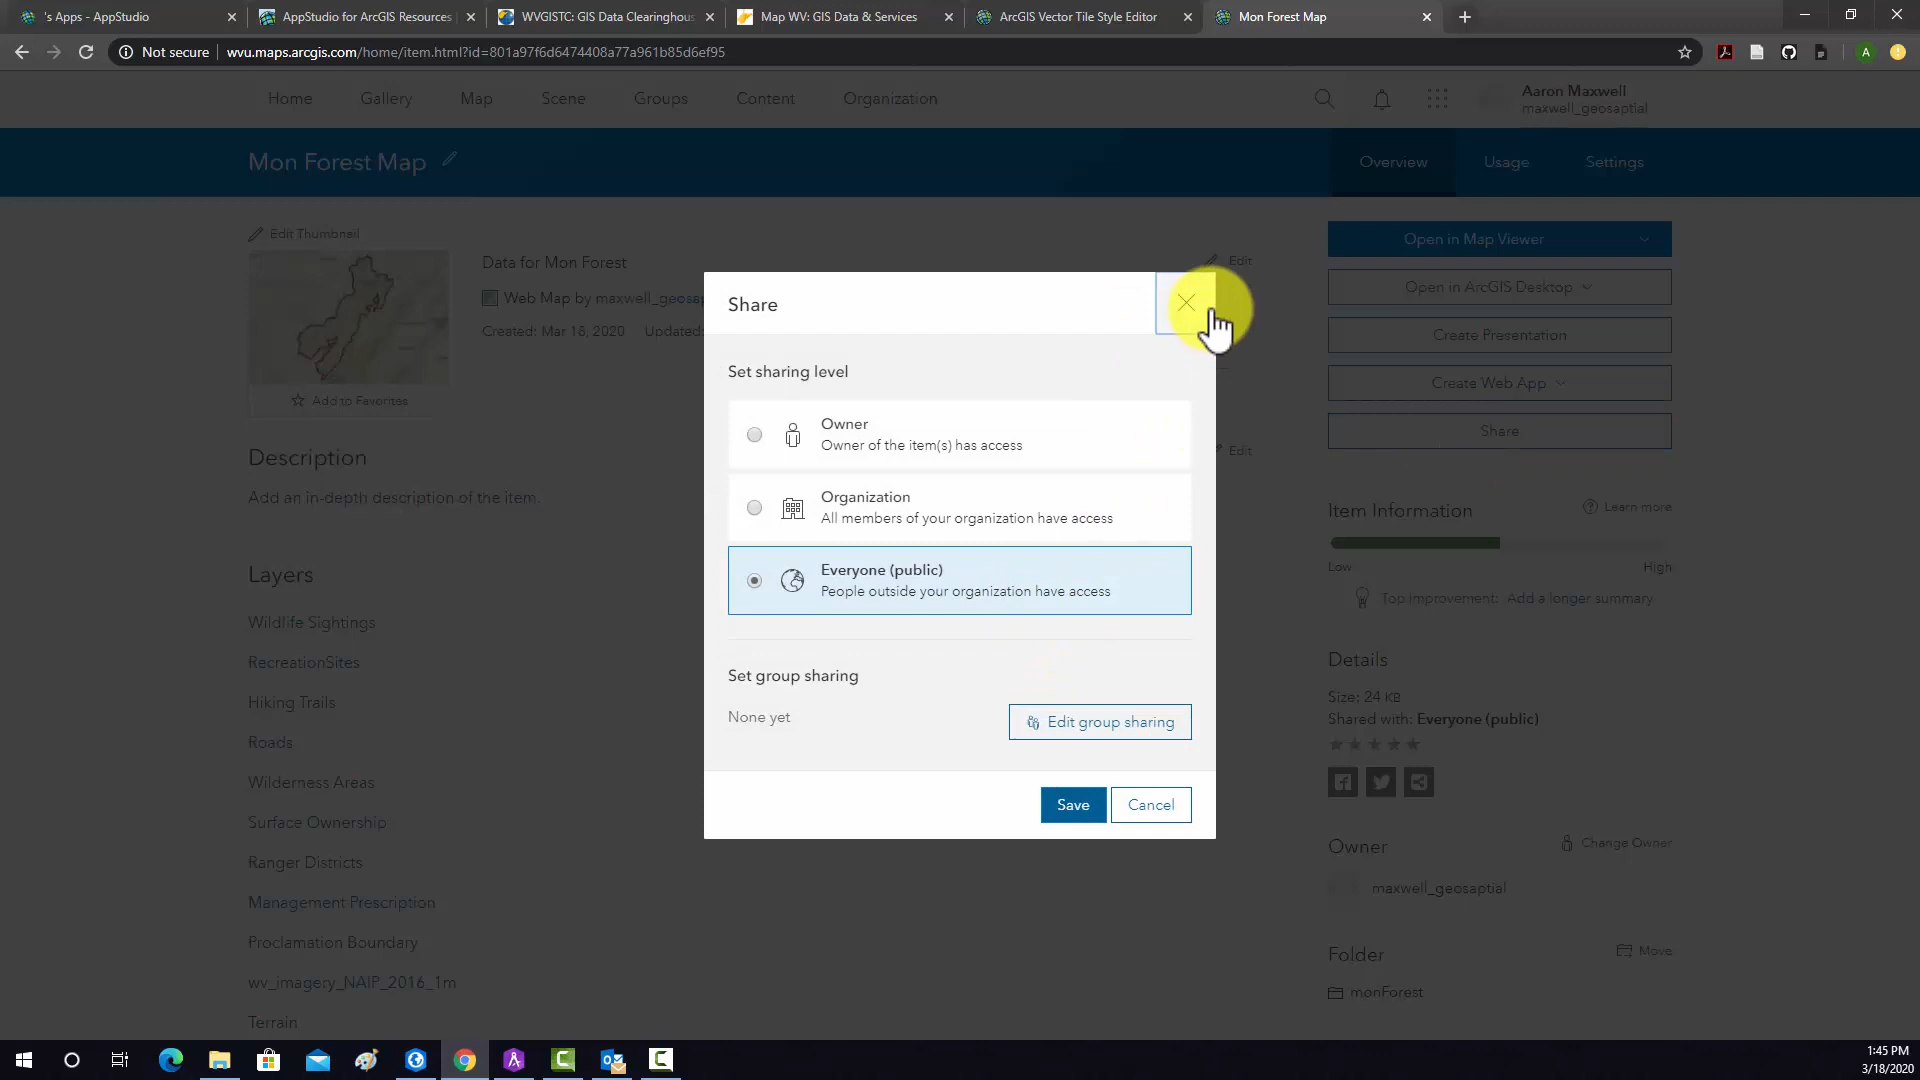 's Apps - AppStudio
AppStudio for ArcGIS Resources
WVGISTC: GIS Data Clearinghous
Map WV: GIS Data & Services
ArcGIS Vector Tile Style Editor
Mon Forest Map
Not secure
wvu.maps.arcgis.com/home/item.html?id=801a97f6d6474408a77a961b85d6ef95
A
Home
Gallery
Map
Scene
Groups
Content
Organization
Aaron Maxwell
maxwell_geosaptial
Mon Forest Map
Overview
Usage
Settings
Edit Thumbnail
Add to Favorites
Data for Mon Forest
Edit
Web Map by maxwell_geosap
Created: Mar 18, 2020 Updated:
Description
Edit
Add an in-depth description of the item.
Layers
Wildlife Sightings
RecreationSites
Hiking Trails
Roads
Wilderness Areas
Surface Ownership
Ranger Districts
Management Prescription
Proclamation Boundary
wv_imagery_NAIP_2016_1m
Terrain
Share
Set sharing level
Owner
Owner of the item(s) has access
Organization
All members of your organization have access
Everyone (public)
People outside your organization have access
Set group sharing
None yet
Edit group sharing
Save
Cancel
Open in Map Viewer
Open in ArcGIS Desktop
Create Presentation
Create Web App
Share
Item Information
Learn more
Low
High
Top improvement: Add a longer summary
Details
Size: 24 KB
Shared with: Everyone (public)
Owner
Change Owner
maxwell_geosaptial
Folder
Move
monForest
1:45 PM
3/18/2020